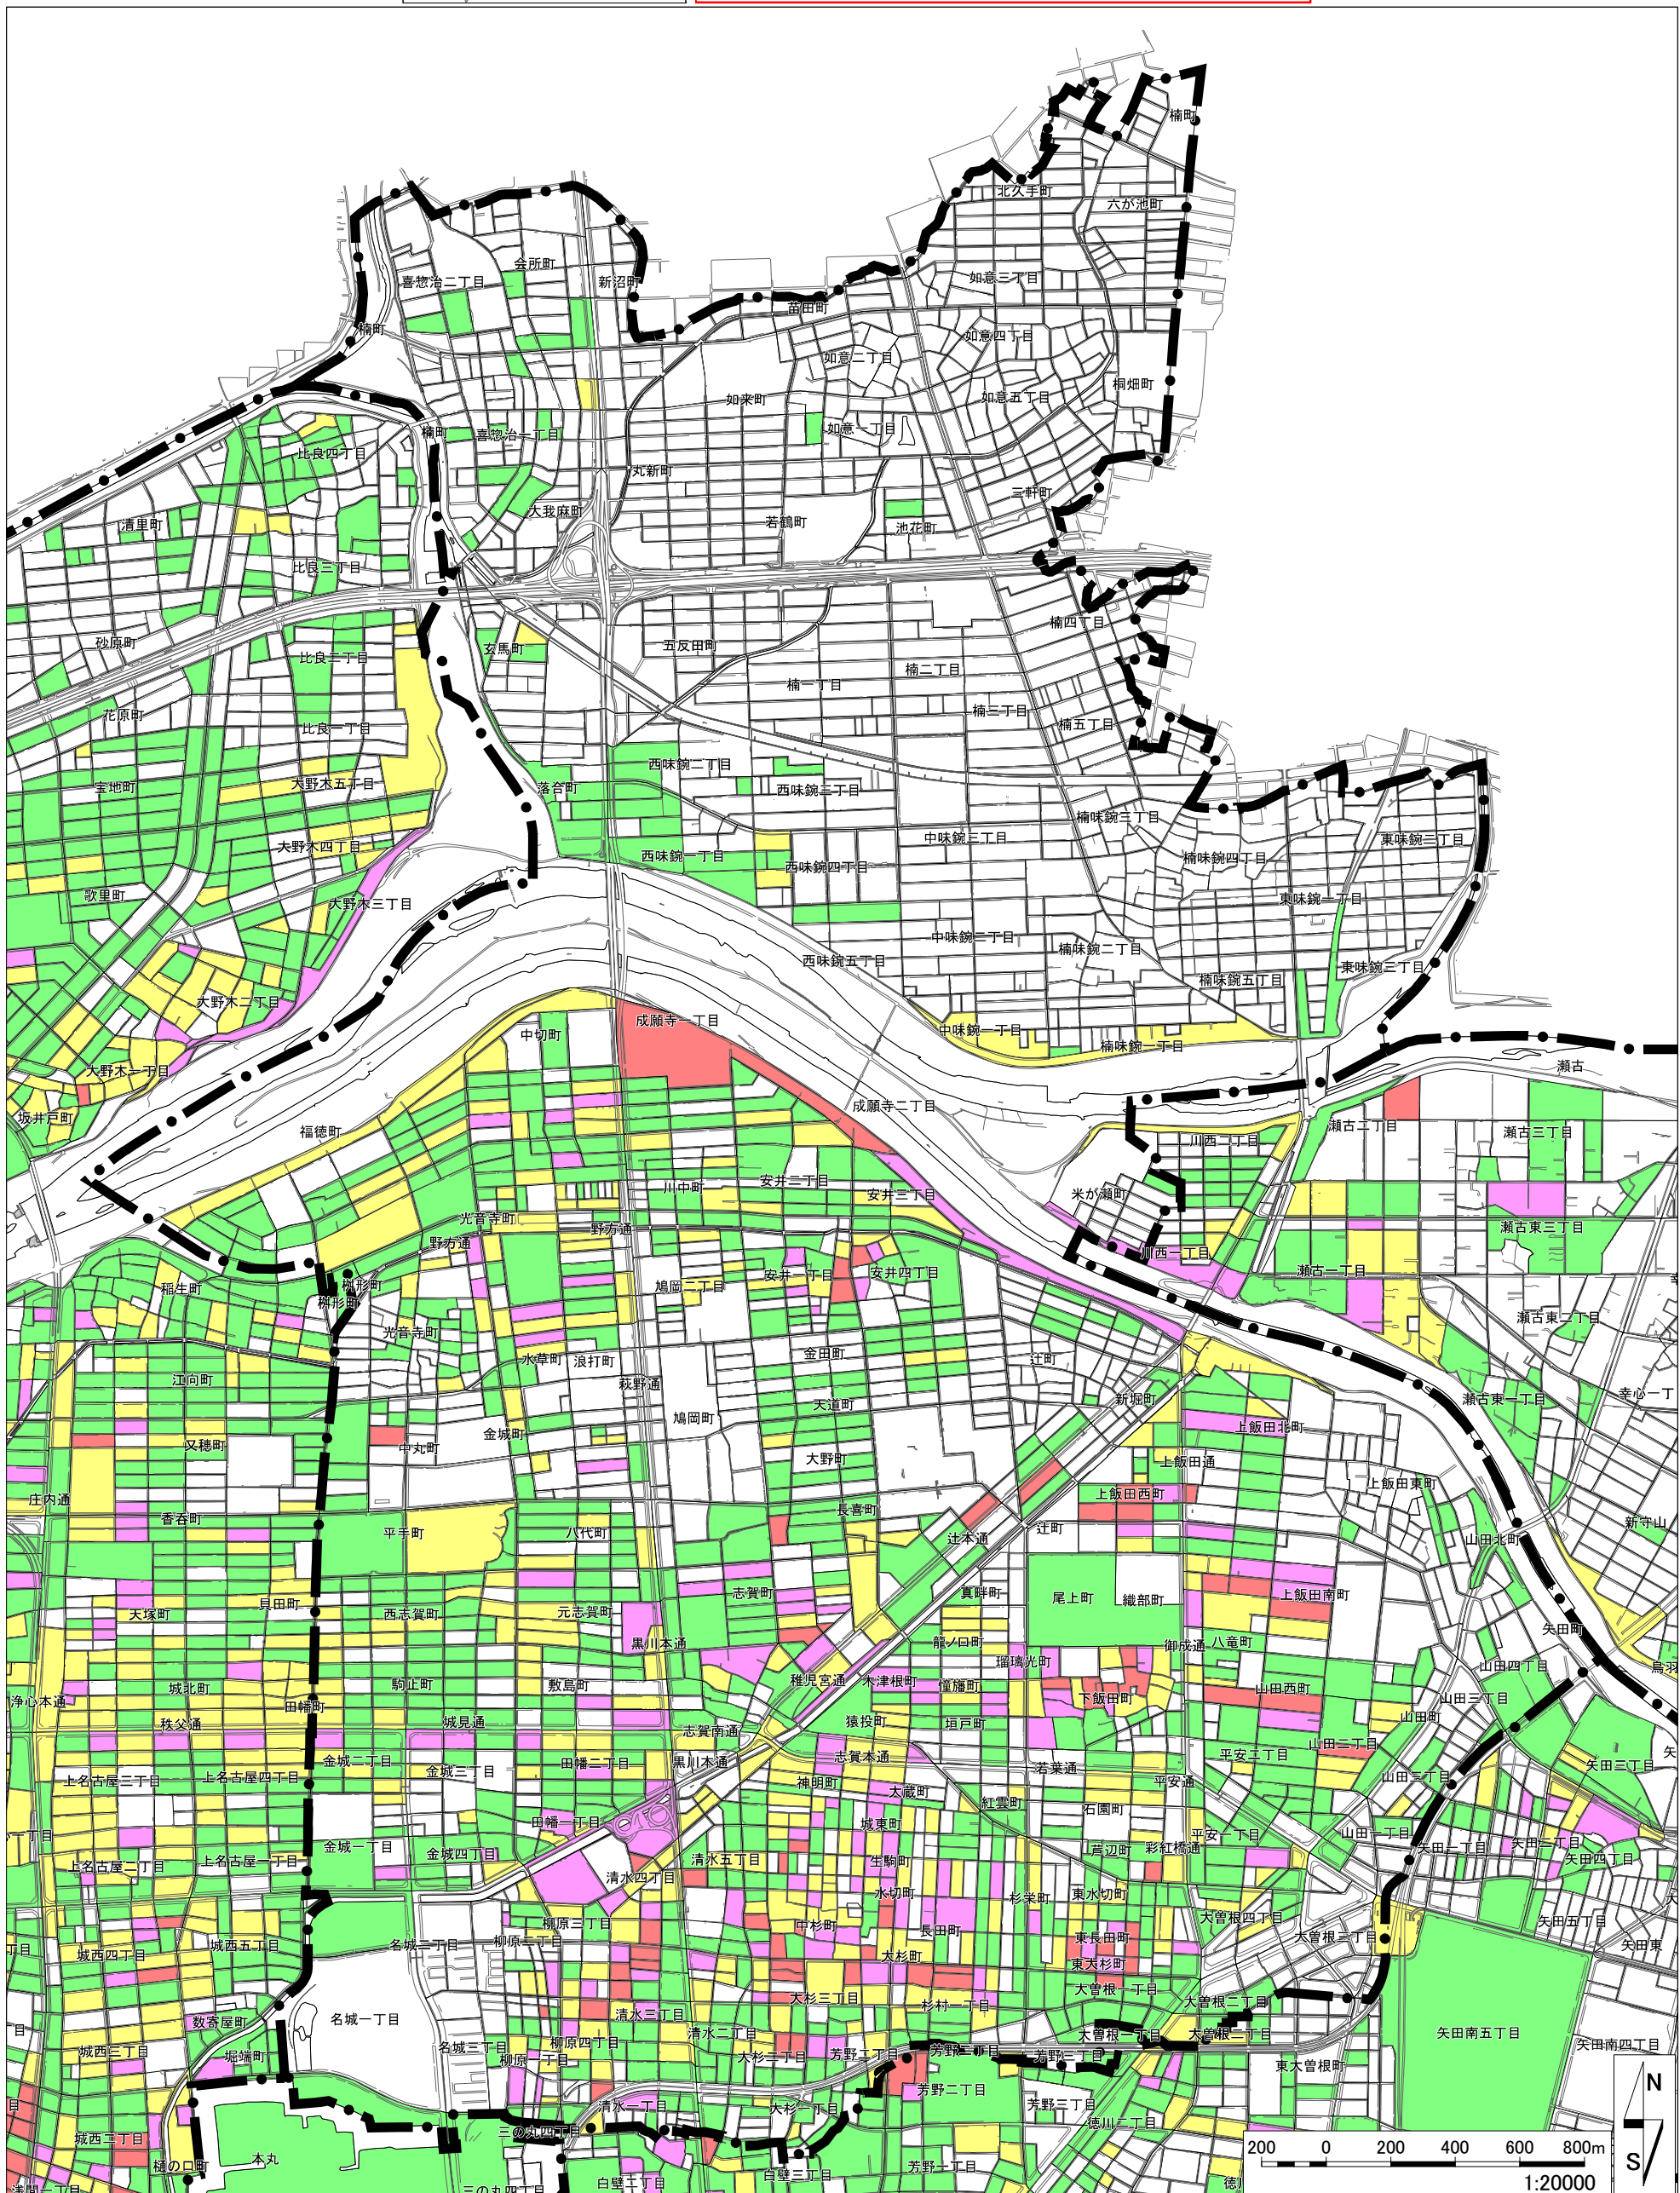 楠町
北久手町
六が池町
会所町
喜惣治二丁目
新沼町
如意三丁目
苗田町
楠町
如意四丁目
如意二丁目
桐畑町
如意五丁目
如来町
如意一丁目
楠町
喜惣治一丁目
比良四丁目
丸新町
三軒町
大我麻町
清里町
若鶴町
池花町
比良三丁目
楠四丁目
砂原町
玄馬町
五反田町
比良二丁目
楠二丁目
楠一丁目
楠三丁目
花原町
楠五丁目
比良一丁目
西味鋺二丁目
大野木五丁目
宝地町
落合町
西味鋺三丁目
楠味鋺三丁目
中味鋺三丁目
東味鋺二丁目
大野木四丁目
西味鋺一丁目
楠味鋺四丁目
西味鋺四丁目
歌里町
東味鋺一丁目
大野木三丁目
中味鋺二丁目
楠味鋺二丁目
西味鋺五丁目
東味鋺三丁目
楠味鋺五丁目
大野木二丁目
成願寺一丁目
中切町
中味鋺一丁目
楠味鋺一丁目
瀬古
大野木一丁目
成願寺二丁目
坂井戸町
瀬古二丁目
福徳町
瀬古三丁目
川西二丁目
安井二丁目
川中町
安井三丁目
米が瀬町
光音寺町
野方通
瀬古東三丁目
野方通
川西一丁目
瀬古一丁目
安井四丁目
安井一丁目
桝形町
鳩岡二丁目
稲生町
桝形町
瀬古東二丁目
光音寺町
金田町
水草町
浪打町
辻町
江向町
萩野通
幸心一丁
新堀町
瀬古東一丁目
天道町
鳩岡町
上飯田北町
金城町
又穂町
中丸町
大野町
上飯田通
上飯田東町
上飯田西町
庄内通
長喜町
香呑町
新守山
辻町
平手町
八代町
辻本通
山田北町
志賀町
真畔町
上飯田南町
尾上町
織部町
貝田町
元志賀町
天塚町
西志賀町
矢田町
黒川本通
龍ノ口町
御成通
八竜町
瑠璃光町
山田四丁目
鳥羽
稚児宮通
木津根町
駒止町
敷島町
憧旛町
城北町
山田西町
下飯田町
山田三丁目
浄心本通
田幡町
山田町
秩父通
城見通
猿投町
垣戸町
志賀南通
山田二丁目
平安二丁目
矢
志賀本通
金城二丁目
田幡二丁目
黒川本通
矢田三丁目
若葉通
金城三丁目
上名古屋四丁目
山田三丁目
上名古屋三丁目
神明町
平安通
太蔵町
紅雲町
石園町
田幡一丁目
城東町
山田一丁目
平安一丁目
矢田二丁目
金城一丁目
矢田一丁目
芦辺町
彩紅橋通
金城四丁目
清水五丁目
上名古屋一丁目
生駒町
矢田四丁目
上名古屋二丁目
清水四丁目
水切町
東水切町
杉栄町
大曽根四丁目
矢田五丁目
柳原三丁目
中杉町
長田町
大曽根三丁目
東長田町
柳原二丁目
名城二丁目
城西五丁目
矢田東
城西四丁目
大杉町
東大杉町
大曽根一丁目
大杉三丁目
大曽根二丁目
杉村一丁目
清水三丁目
名城一丁目
数寄屋町
清水二丁目
大曽根一丁目
大曽根二丁目
矢田南五丁目
柳原四丁目
矢田南四丁目
名城三丁目
城西三丁目
芳野二丁目
芳野三丁目
大杉二丁目
堀端町
柳原一丁目
東大曽根町
芳野二丁目
清水一丁目
大杉一丁目
芳野三丁目
徳川二丁目
三の丸四丁目
城西二丁目
本丸
樋の口町
芳野一丁目
白壁三丁目
白壁二丁目
三の丸四丁目
浅間一丁目
N
S
200 0 200 400 600 800m
1:20000